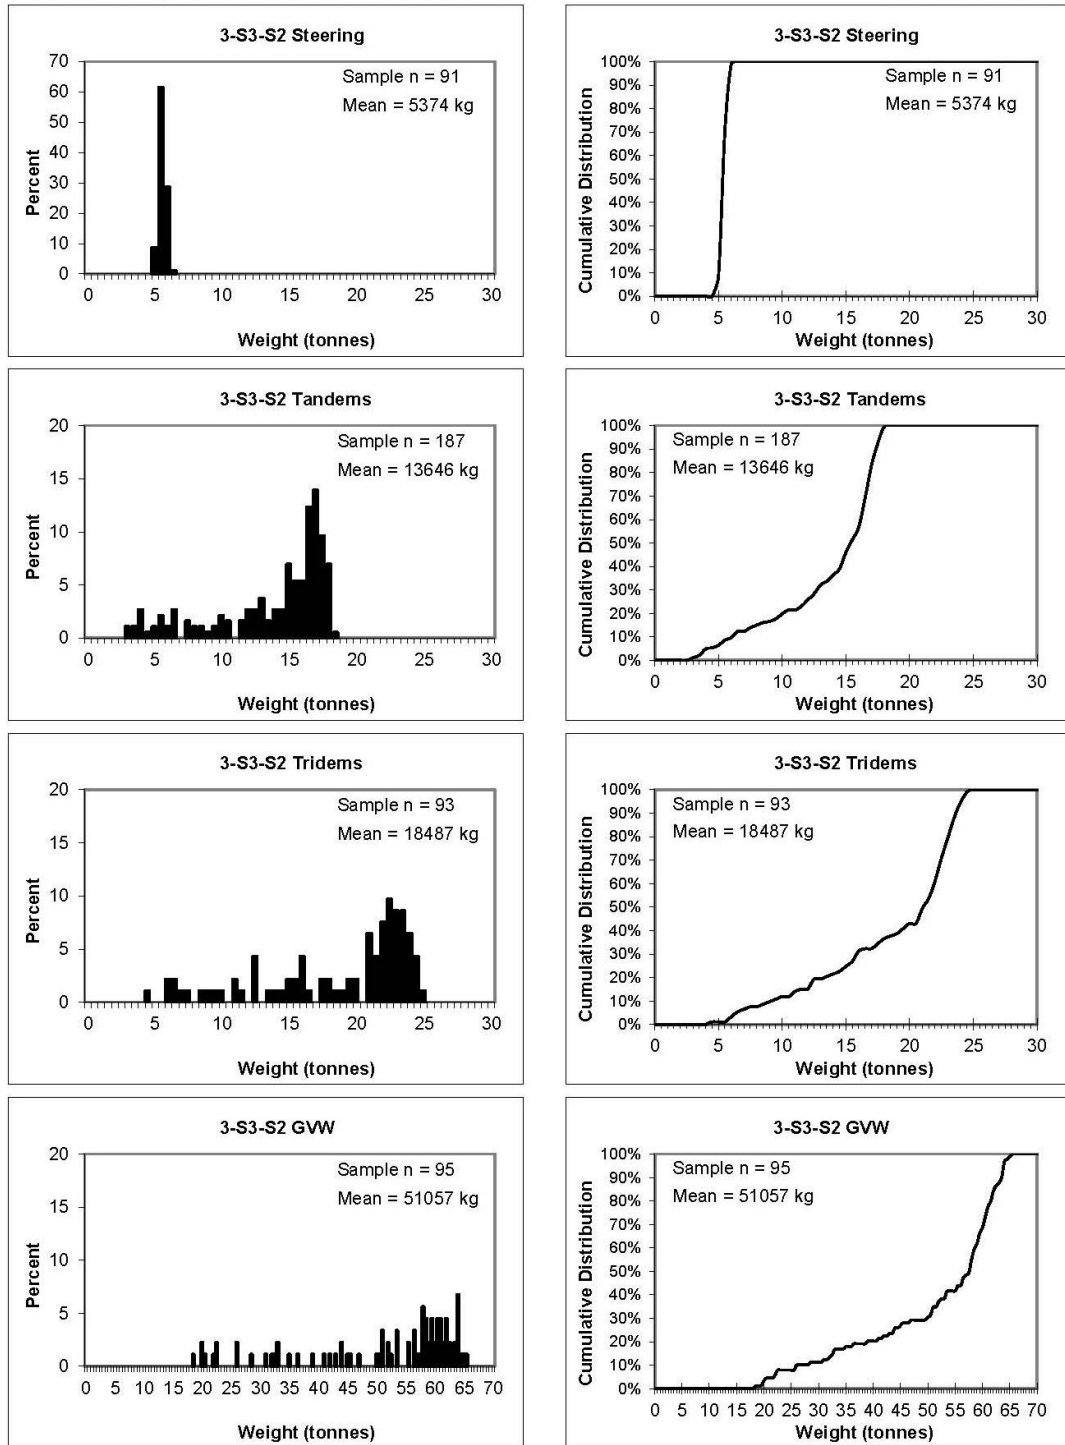 3-S3-S2 Steering
Sample n = 91
Mean = 5374 kg
70
60
50
40
30
20
10
0
Percent
0 5 10 15 20 25 30
Weight (tonnes)
3-S3-S2 Steering
Sample n = 91
Mean = 5374 kg
100%
90%
80%
70%
60%
50%
40%
30%
20%
10%
0%
Cumulative Distribution
0 5 10 15 20 25 30
Weight (tonnes)
3-S3-S2 Tandems
Sample n = 187
Mean = 13646 kg
20
15
10
5
0
Percent
0 5 10 15 20 25 30
Weight (tonnes)
3-S3-S2 Tandems
Sample n = 187
Mean = 13646 kg
100%
90%
80%
70%
60%
50%
40%
30%
20%
10%
0%
Cumulative Distribution
0 5 10 15 20 25 30
Weight (tonnes)
3-S3-S2 Tridems
Sample n = 93
Mean = 18487 kg
20
15
10
5
0
Percent
0 5 10 15 20 25 30
Weight (tonnes)
3-S3-S2 Tridems
Sample n = 93
Mean = 18487 kg
100%
90%
80%
70%
60%
50%
40%
30%
20%
10%
0%
Cumulative Distribution
0 5 10 15 20 25 30
Weight (tonnes)
3-S3-S2 GVW
Sample n = 95
Mean = 51057 kg
20
15
10
5
0
Percent
0 5 10 15 20 25 30 35 40 45 50 55 60 65 70
Weight (tonnes)
3-S3-S2 GVW
Sample n = 95
Mean = 51057 kg
100%
90%
80%
70%
60%
50%
40%
30%
20%
10%
0%
Cumulative Distribution
0 5 10 15 20 25 30 35 40 45 50 55 60 65 70
Weight (tonnes)